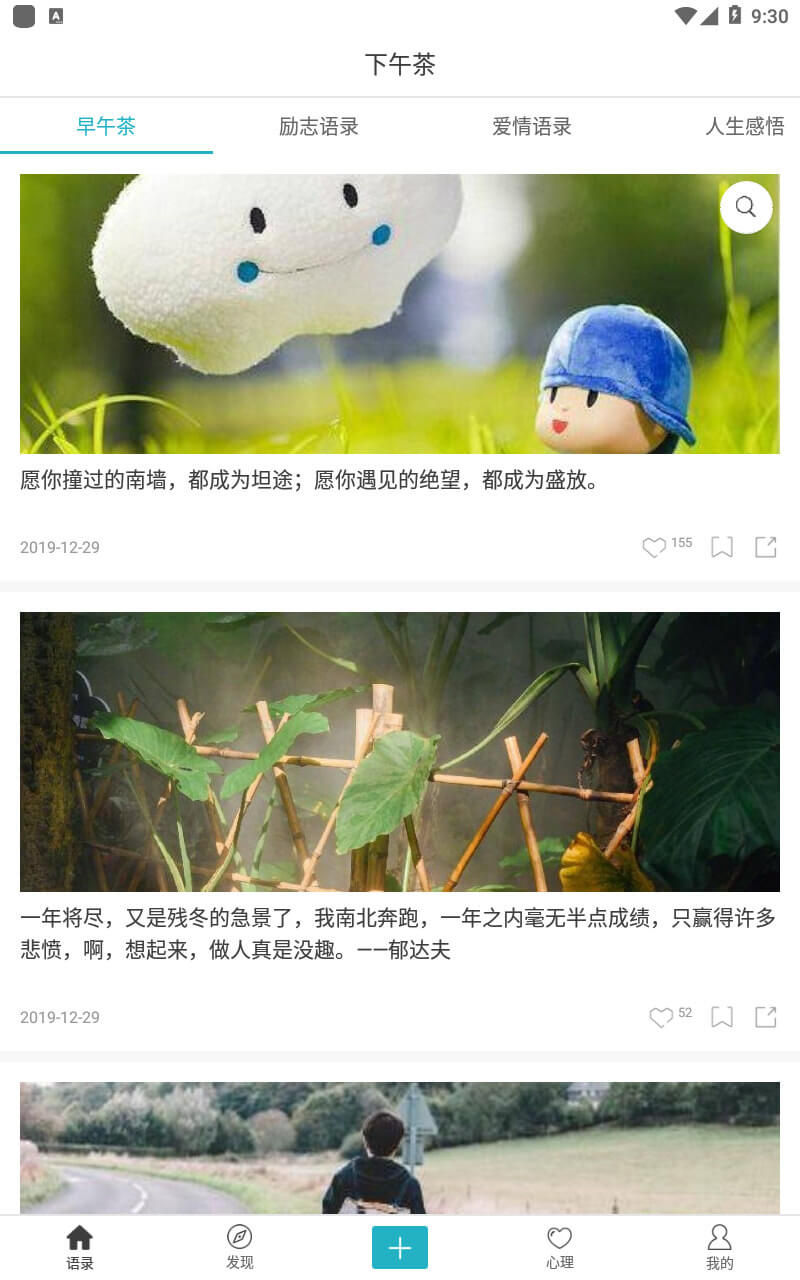 9:30
下午茶
早午茶 励志语录 爱情语录 人生感悟
愿你撞过的南墙，都成为坦途；愿你遇见的绝望，都成为盛放。
2019-12-29 155
一年将尽，又是残冬的急景了，我南北奔跑，一年之内毫无半点成绩，只赢得许多
悲愤，啊，想起来，做人真是没趣。——郁达夫
2019-12-29 52
语录 发现 心理 我的